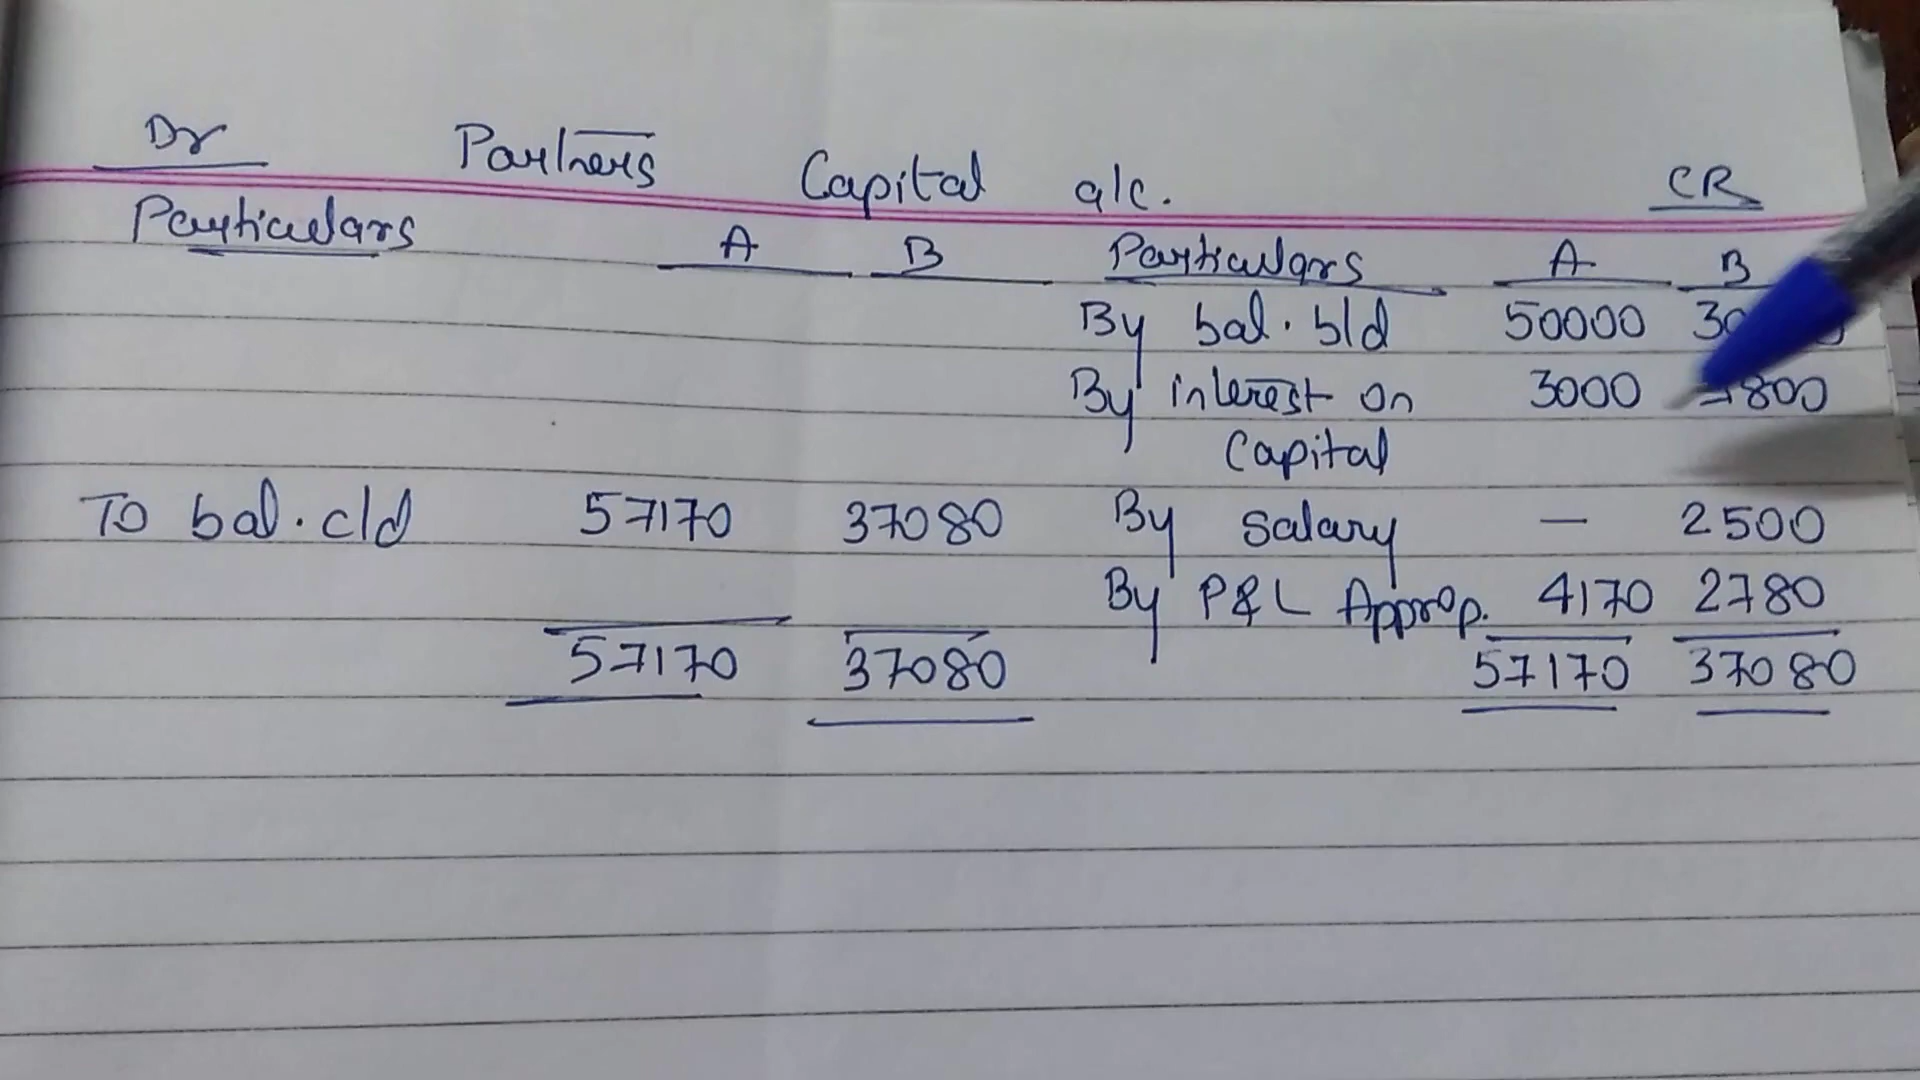 Dr Partners Capital a/c. CR
Particulars A B Particulars A B
By bal. b/d 50000
By interest on 3000 1800
Capital
To bal. c/d 57170 37080 By salary — 2500
By P&L Approp. 4170 2780
57170 37080 57170 37080